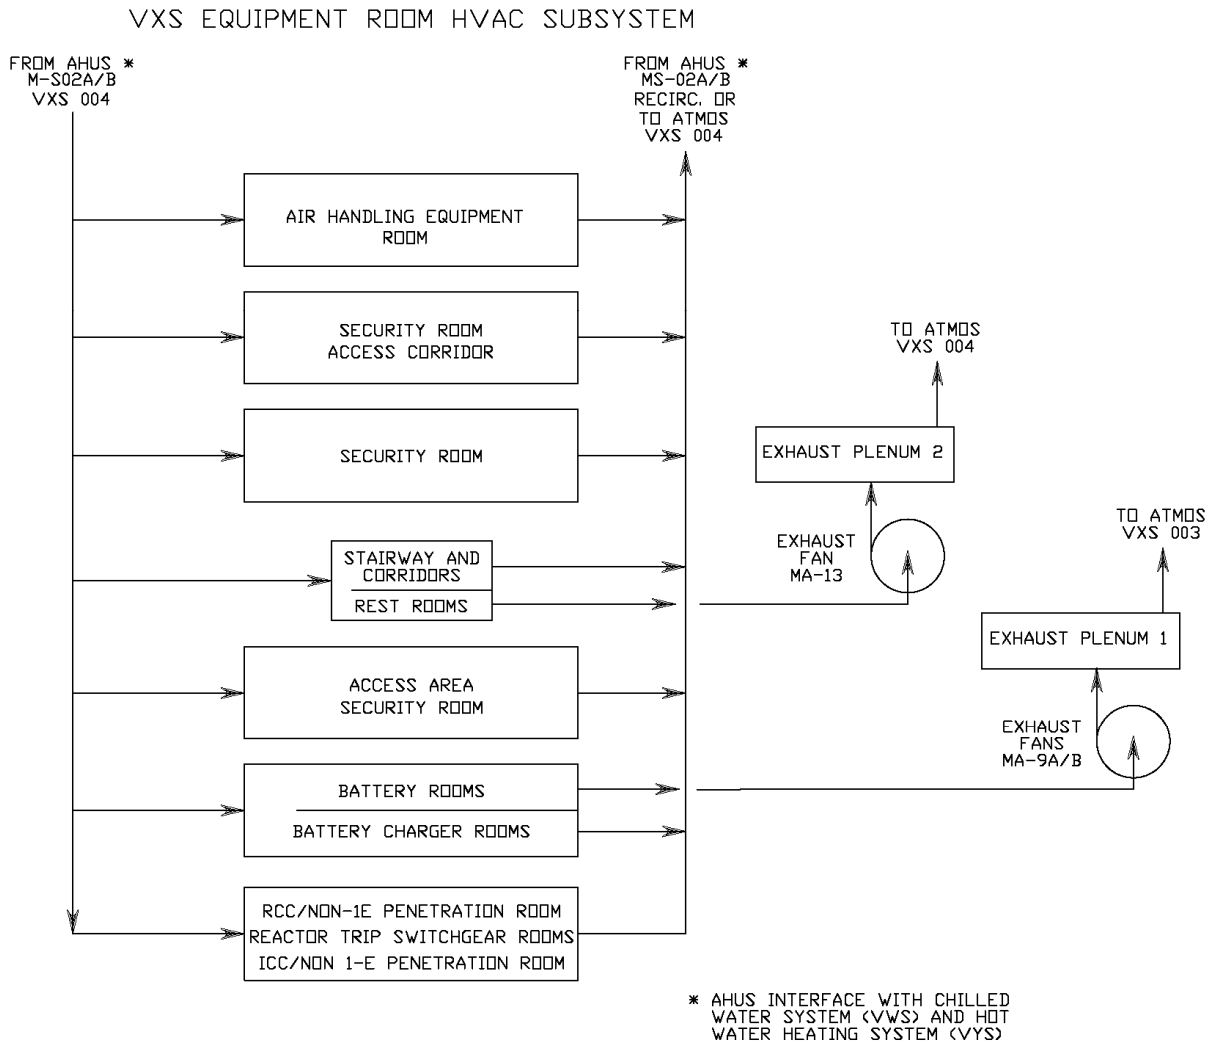 VXS EQUIPMENT ROOM HVAC SUBSYSTEM
FROM AHUS *
M-S02A/B
VXS 004
FROM AHUS *
MS-02A/B
RECIRC. OR
TO ATMOS
VXS 004
AIR HANDLING EQUIPMENT
ROOM
SECURITY ROOM
ACCESS CORRIDOR
TO ATMOS
VXS 004
SECURITY ROOM
EXHAUST PLENUM 2
EXHAUST
FAN
MA-13
TO ATMOS
VXS 003
STAIRWAY AND
CORRIDORS
REST ROOMS
EXHAUST PLENUM 1
ACCESS AREA
SECURITY ROOM
EXHAUST
FANS
MA-9A/B
BATTERY ROOMS
BATTERY CHARGER ROOMS
RCC/NON-1E PENETRATION ROOM
REACTOR TRIP SWITCHGEAR ROOMS
ICC/NON 1-E PENETRATION ROOM
* AHUS INTERFACE WITH CHILLED
WATER SYSTEM (VWS) AND HOT
WATER HEATING SYSTEM (VYS)